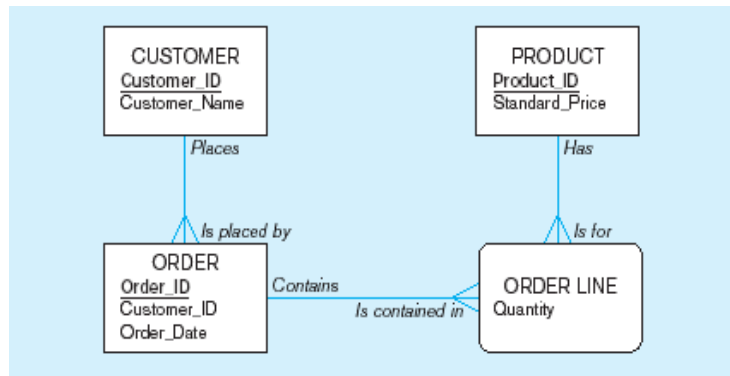 CUSTOMER
Customer_ID
Customer_Name
PRODUCT
Product_ID
Standard_Price
Places
Has
Is placed by
Is for
ORDER
Order_ID
Customer_ID
Order_Date
Contains
Is contained in
ORDER LINE
Quantity